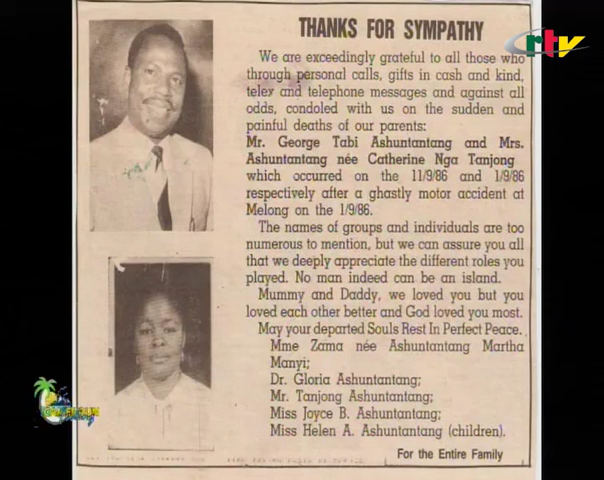 THANKS FOR SYMPATHY
We are exceedingly grateful to all those who
through personal calls, gifts in cash and kind,
telex and telephone messages and against all
odds, condoled with us on the sudden and
painful deaths of our parents:
Mr. George Tabi Ashuntantang and Mrs.
Ashuntantang née Catherine Nga Tanjong
which occurred on the 11/9/86 and 1/9/86
respectively after a ghastly motor accident at
Melong on the 1/9/86.
The names of groups and individuals are too
numerous to mention, but we can assure you all
that we deeply appreciate the different roles you
played. No man indeed can be an island.
Mummy and Daddy, we loved you but you
loved each other better and God loved you most.
May your departed Souls Rest In Perfect Peace.
Mme Zama née Ashuntantang Martha
Manyi;
Dr. Gloria Ashuntantang;
Mr. Tanjong Ashuntantang;
Miss Joyce B. Ashuntantang;
Miss Helen A. Ashuntantang (children).
For the Entire Family
crtv